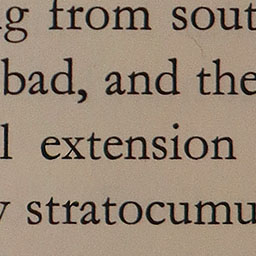 g from sout
bad, and the
l extension
y stratocumu